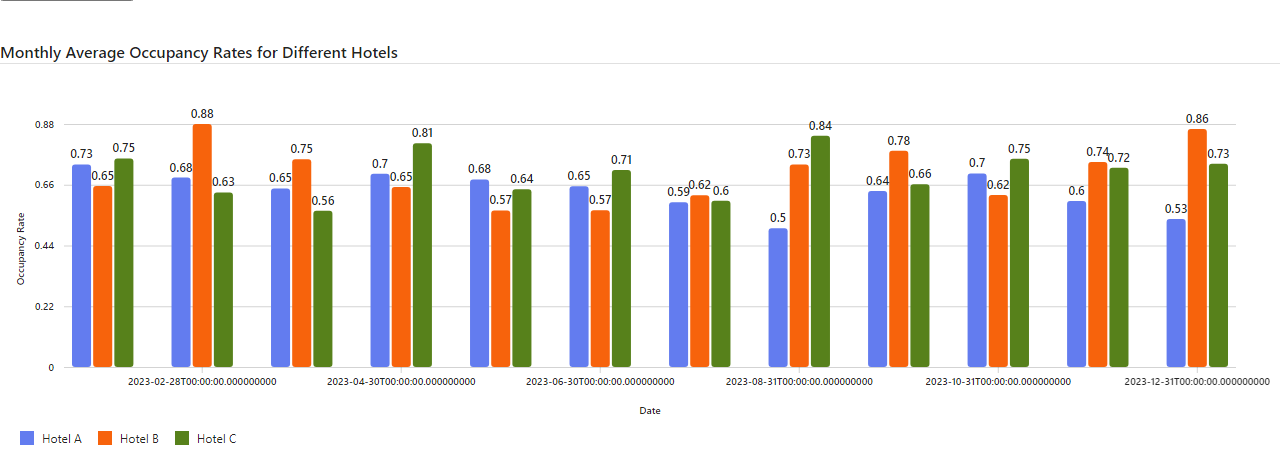 Monthly Average Occupancy Rates for Different Hotels
0.88
0.66
0.44
0.22
0
Occupancy Rate
0.73 0.65 0.75
0.68 0.88 0.63
0.65 0.75 0.56
0.7 0.65 0.81
0.68 0.57 0.64
0.65 0.57 0.71
0.59 0.62 0.6
0.5 0.73 0.84
0.64 0.78 0.66
0.7 0.62 0.75
0.6 0.74 0.72
0.53 0.86 0.73
2023-02-28T00:00:00.000000000 2023-04-30T00:00:00.000000000 2023-06-30T00:00:00.000000000 2023-08-31T00:00:00.000000000 2023-10-31T00:00:00.000000000 2023-12-31T00:00:00.000000000
Date
Hotel A Hotel B Hotel C